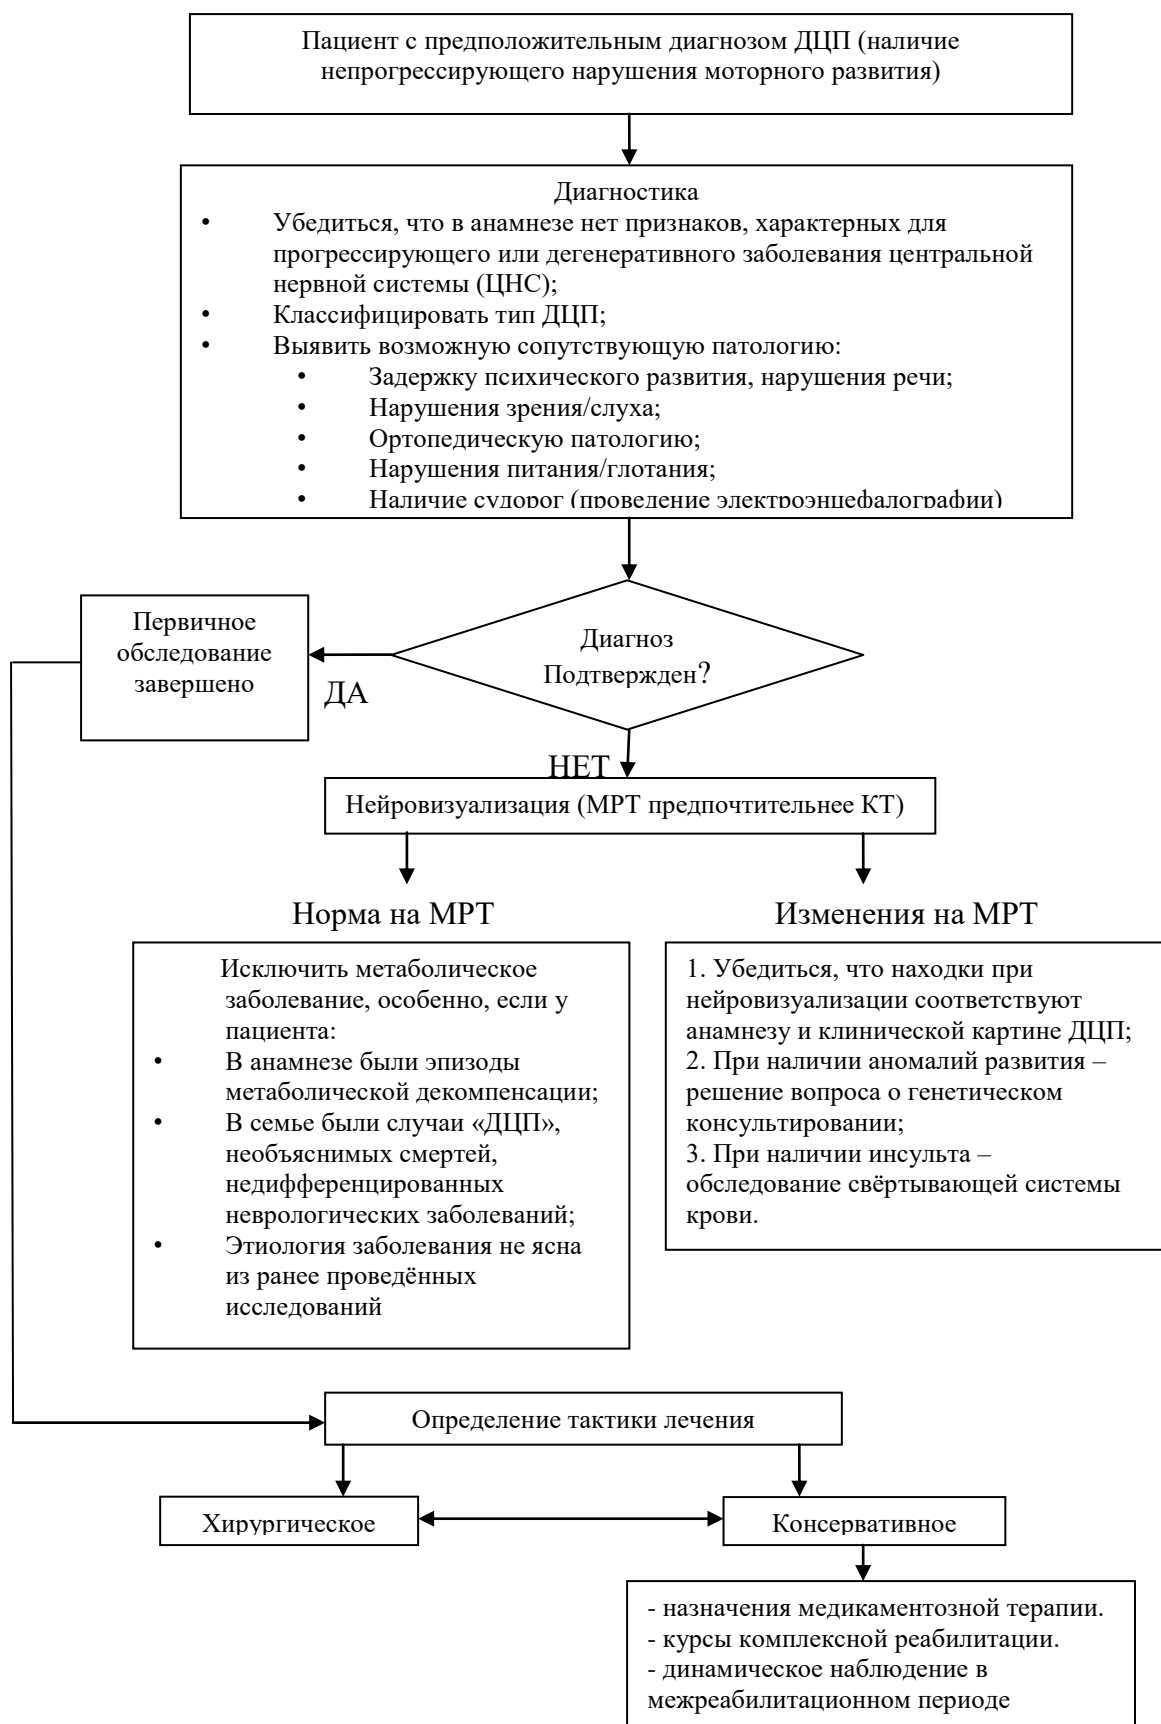 Пациент с предположительным диагнозом ДЦП (наличие
непрогрессирующего нарушения моторного развития)
Диагностика
• Убедиться, что в анамнезе нет признаков, характерных для
прогрессирующего или дегенеративного заболевания центральной
нервной системы (ЦНС);
• Классифицировать тип ДЦП;
• Выявить возможную сопутствующую патологию:
• Задержку психического развития, нарушения речи;
• Нарушения зрения/слуха;
• Ортопедическую патологию;
• Нарушения питания/глотания;
• Наличие судорог (проведение электроэнцефалографии)
Диагноз
Подтвержден?
Первичное
обследование
завершено
ДА
НЕТ
Нейровизуализация (МРТ предпочтительнее КТ)
Норма на МРТ
Исключить метаболическое
заболевание, особенно, если у
пациента:
• В анамнезе были эпизоды
метаболической декомпенсации;
• В семье были случаи «ДЦП»,
необъяснимых смертей,
недифференцированных
неврологических заболеваний;
• Этиология заболевания не ясна
из ранее проведённых
исследований
Изменения на МРТ
1. Убедиться, что находки при
нейровизуализации соответствуют
анамнезу и клинической картине ДЦП;
2. При наличии аномалий развития –
решение вопроса о генетическом
консультировании;
3. При наличии инсульта –
обследование свёртывающей системы
крови.
Определение тактики лечения
Хирургическое
Консервативное
- назначения медикаментозной терапии.
- курсы комплексной реабилитации.
- динамическое наблюдение в
межреабилитационном периоде